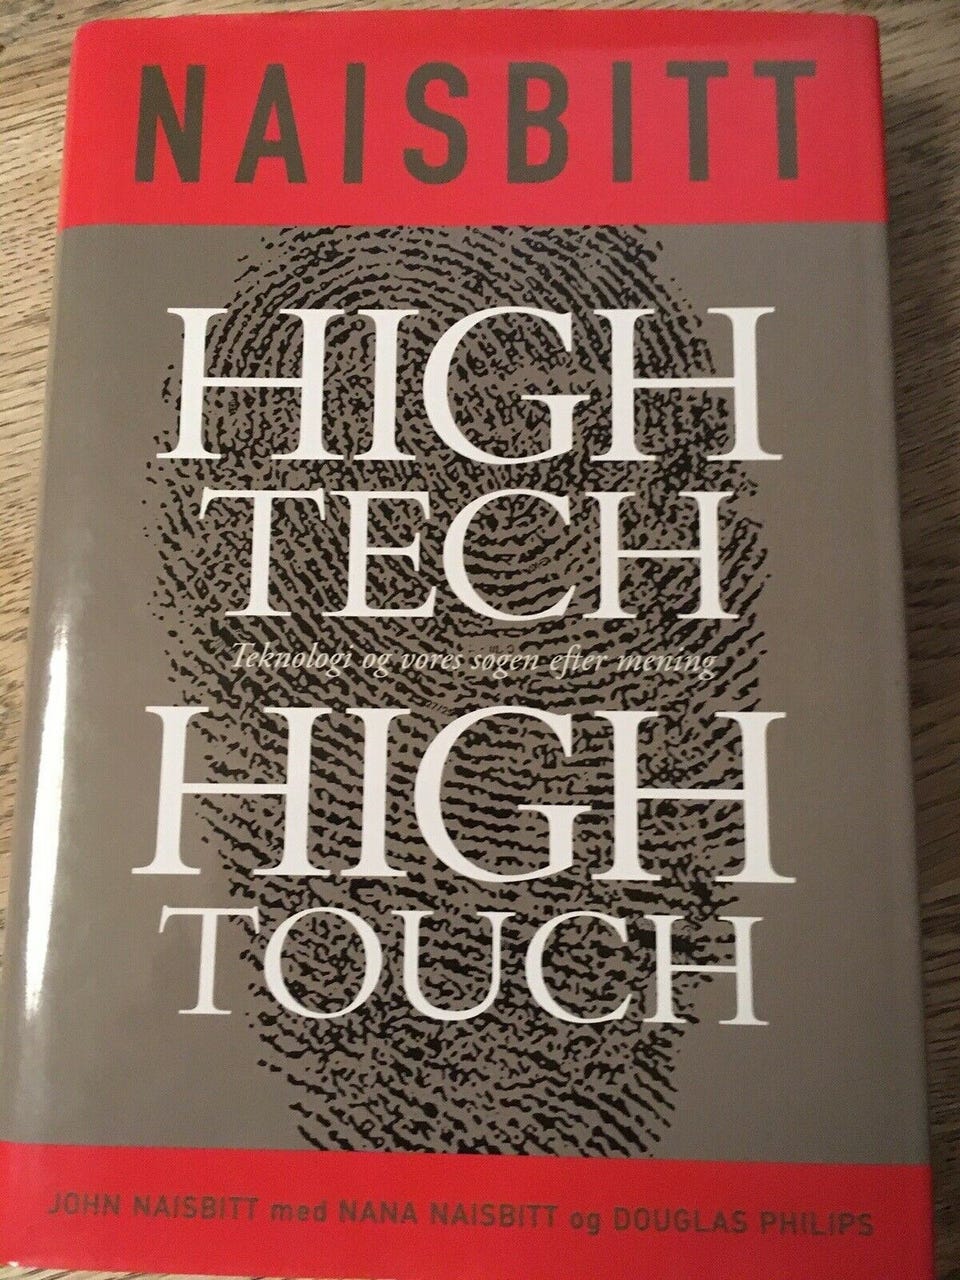 NAISBITT
HIGH
TECH
Teknologi og vores søgen efter mening
HIGH
TOUCH
JOHN NAISBITT med NANA NAISBITT og DOUGLAS PHILIPS